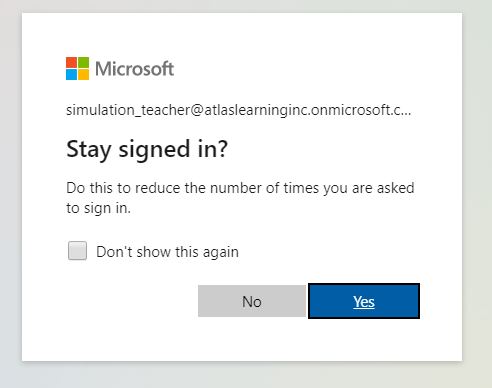 Microsoft
simulation_teacher@atlaslearninginc.onmicrosoft.c...
Stay signed in?
Do this to reduce the number of times you are asked
to sign in.
Don't show this again
No
Yes